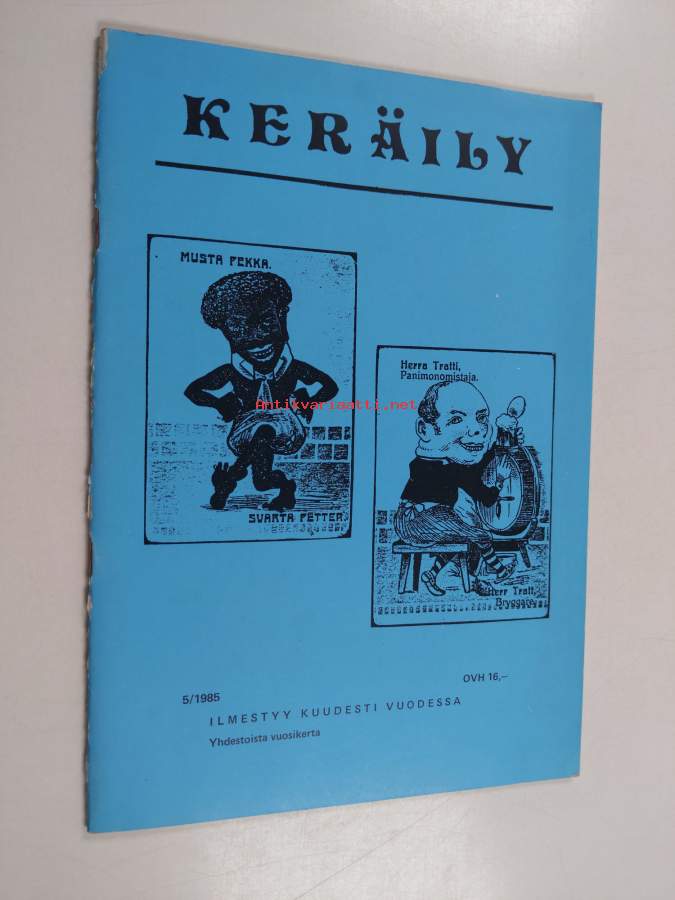 KERÄILY
MUSTA PEKKA.
SVARTA PETTER.
Herra Tratti,
Panimonomistaja.
Herr Tratt,
Bryggare.
Antikvariaatti.net
5/1985
OVH 16,–
ILMESTYY KUUDESTI VUODESSA
Yhdestoista vuosikerta